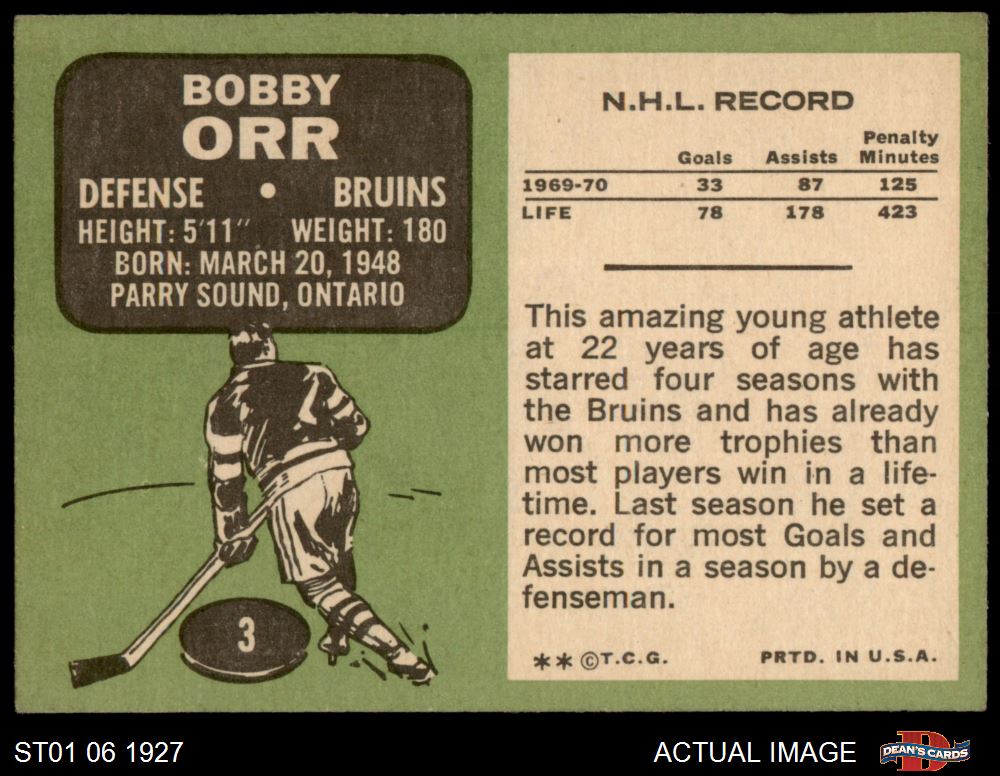 BOBBY
ORR
DEFENSE • BRUINS
HEIGHT: 5'11" WEIGHT: 180
BORN: MARCH 20, 1948
PARRY SOUND, ONTARIO
3
N.H.L. RECORD
Goals Assists Penalty Minutes
1969-70 33 87 125
LIFE 78 178 423
This amazing young athlete
at 22 years of age has
starred four seasons with
the Bruins and has already
won more trophies than
most players win in a life-
time. Last season he set a
record for most Goals and
Assists in a season by a de-
fenseman.
** ©T.C.G. PRTD. IN U.S.A.
ST01 06 1927
ACTUAL IMAGE
D
DEAN'S CARDS